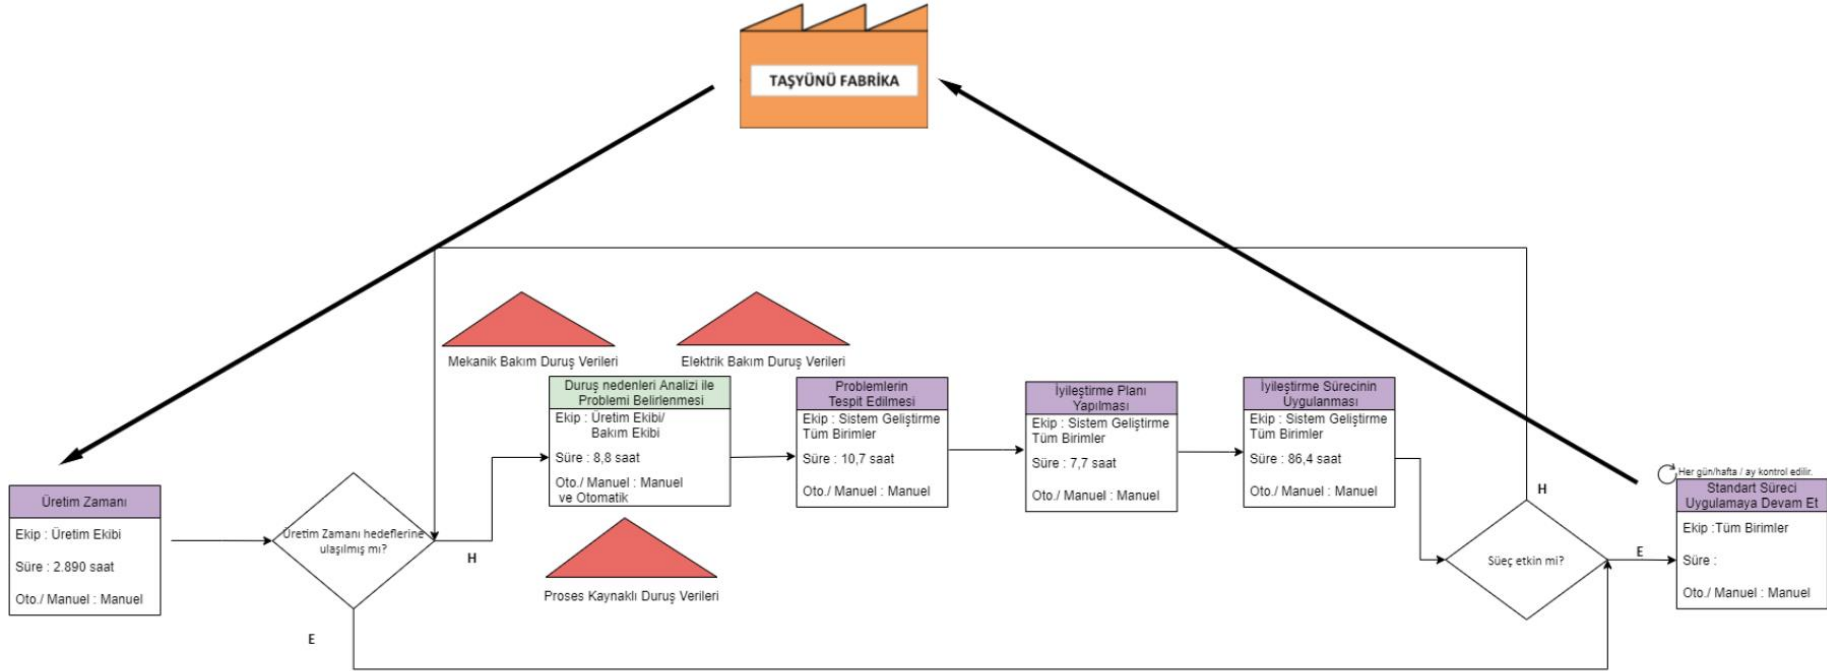 TAŞYÜNÜ FABRİKA
Mekanik Bakım Duruş Verileri
Elektrik Bakım Duruş Verileri
Üretim Zamanı
Ekip : Üretim Ekibi
Süre : 2.890 saat
Oto./ Manuel : Manuel
Üretim Zamanı hedeflerine
ulaşılmış mı?
H
E
Duruş nedenleri Analizi ile
Problemi Belirlenmesi
Ekip : Üretim Ekibi/
Bakım Ekibi
Süre : 8,8 saat
Oto./ Manuel : Manuel
ve Otomatik
Proses Kaynaklı Duruş Verileri
Problemlerin
Tespit Edilmesi
Ekip : Sistem Geliştirme
Tüm Birimler
Süre : 10,7 saat
Oto./ Manuel : Manuel
İyileştirme Planı
Yapılması
Ekip : Sistem Geliştirme
Tüm Birimler
Süre : 7,7 saat
Oto./ Manuel : Manuel
İyileştirme Sürecinin
Uygulanması
Ekip : Sistem Geliştirme
Tüm Birimler
Süre : 86,4 saat
Oto./ Manuel : Manuel
H
Süeç etkin mi?
E
Her gün/hafta / ay kontrol edilir.
Standart Süreci
Uygulamaya Devam Et
Ekip :Tüm Birimler
Süre :
Oto./ Manuel : Manuel